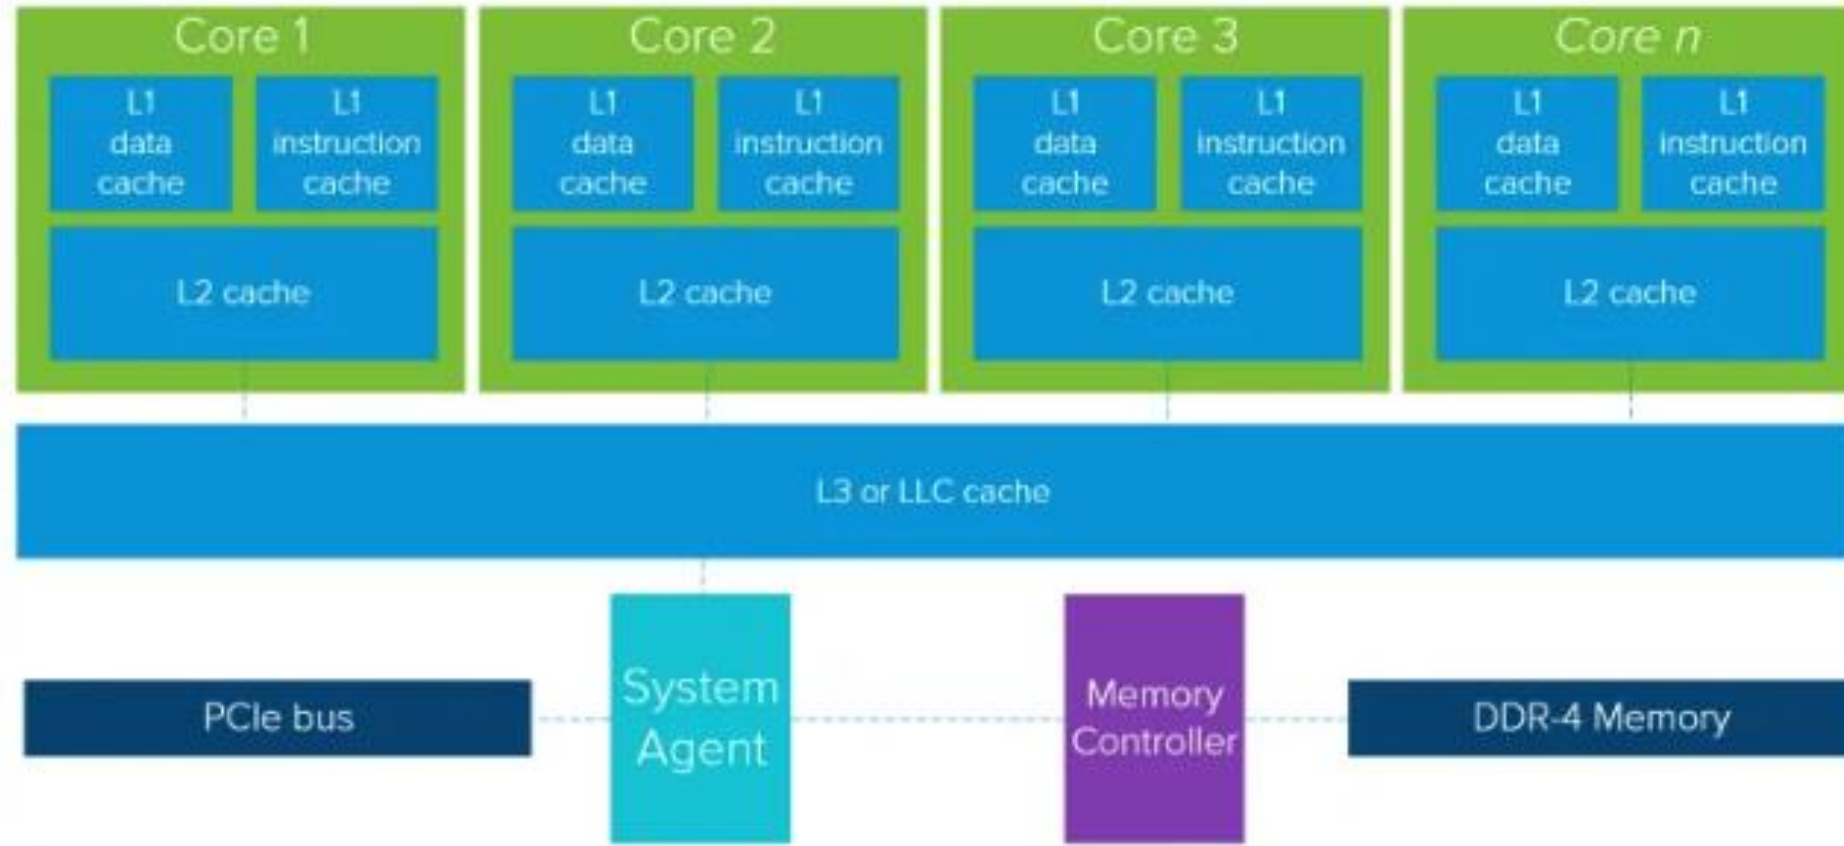 Core 1
L1
data
cache
L1
instruction
cache
L2 cache
Core 2
L1
data
cache
L1
instruction
cache
L2 cache
Core 3
L1
data
cache
L1
instruction
cache
L2 cache
Core n
L1
data
cache
L1
instruction
cache
L2 cache
L3 or LLC cache
PCIe bus
System
Agent
Memory
Controller
DDR-4 Memory